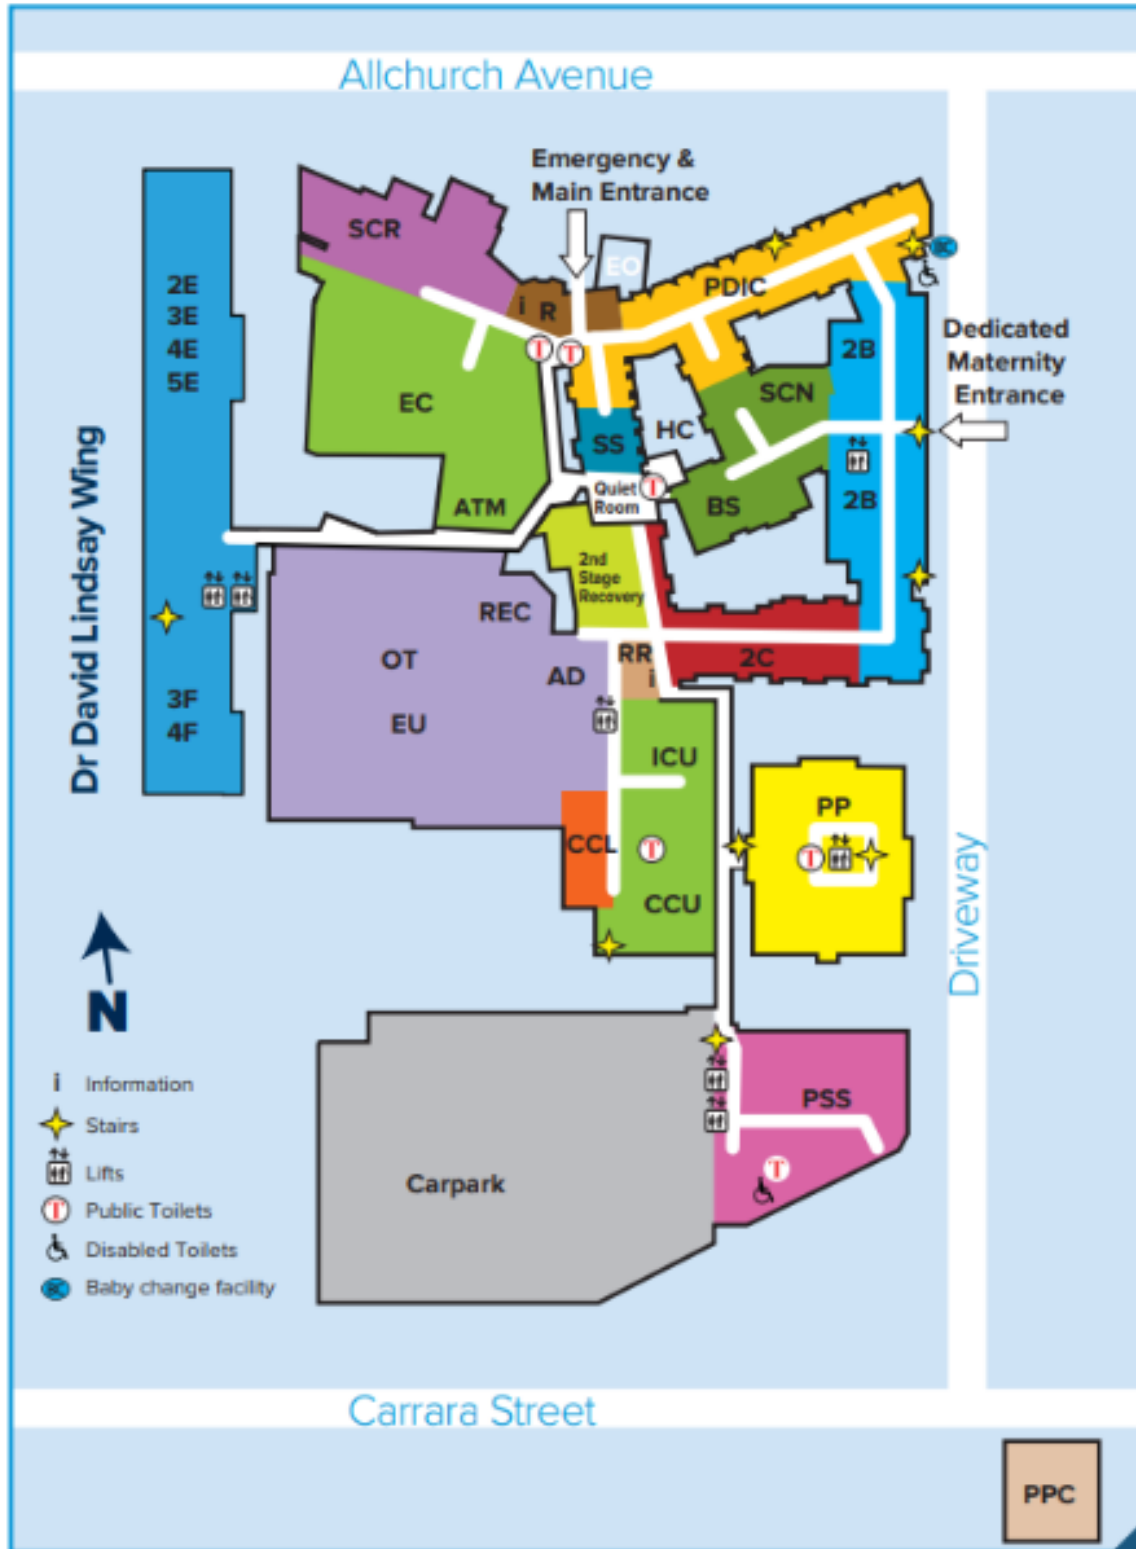 Allchurch Avenue
Emergency &
Main Entrance
SCR
EO
i
R
PDIC
2E
3E
4E
5E
2B
Dedicated
Maternity
Entrance
T
T
EC
SCN
HC
SS
Dr David Lindsay Wing
ATM
Quiet
Room
T
BS
2B
2nd
Stage
Recovery
REC
OT
AD
RR
i
2C
EU
3F
4F
ICU
PP
CCL
T
T
CCU
Driveway
N
i Information
Stairs
Lifts
T Public Toilets
Disabled Toilets
BC Baby change facility
BC
PSS
T
Carpark
Carrara Street
PPC